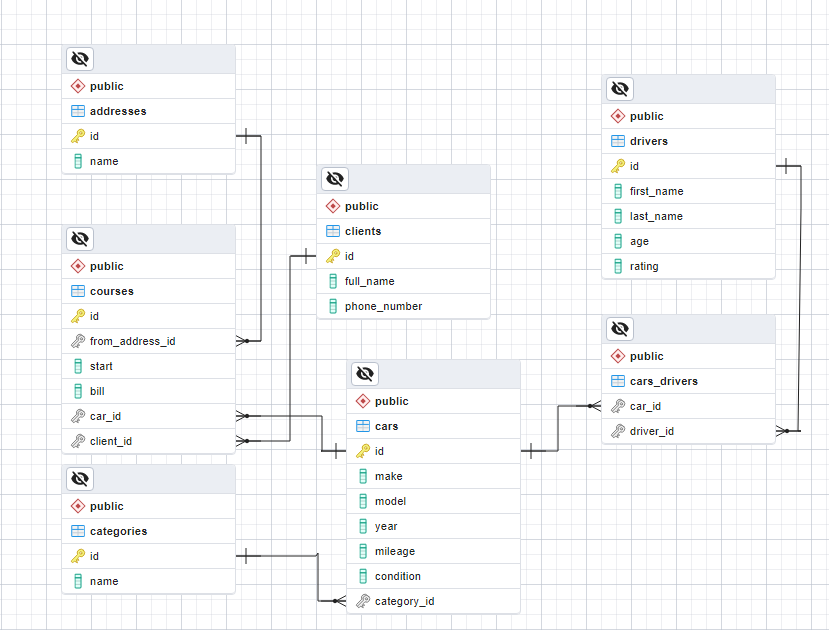 public
addresses
id
name
public
courses
id
from_address_id
start
bill
car_id
client_id
public
categories
id
name
public
clients
id
full_name
phone_number
public
cars
id
make
model
year
mileage
condition
category_id
public
drivers
id
first_name
last_name
age
rating
public
cars_drivers
car_id
driver_id